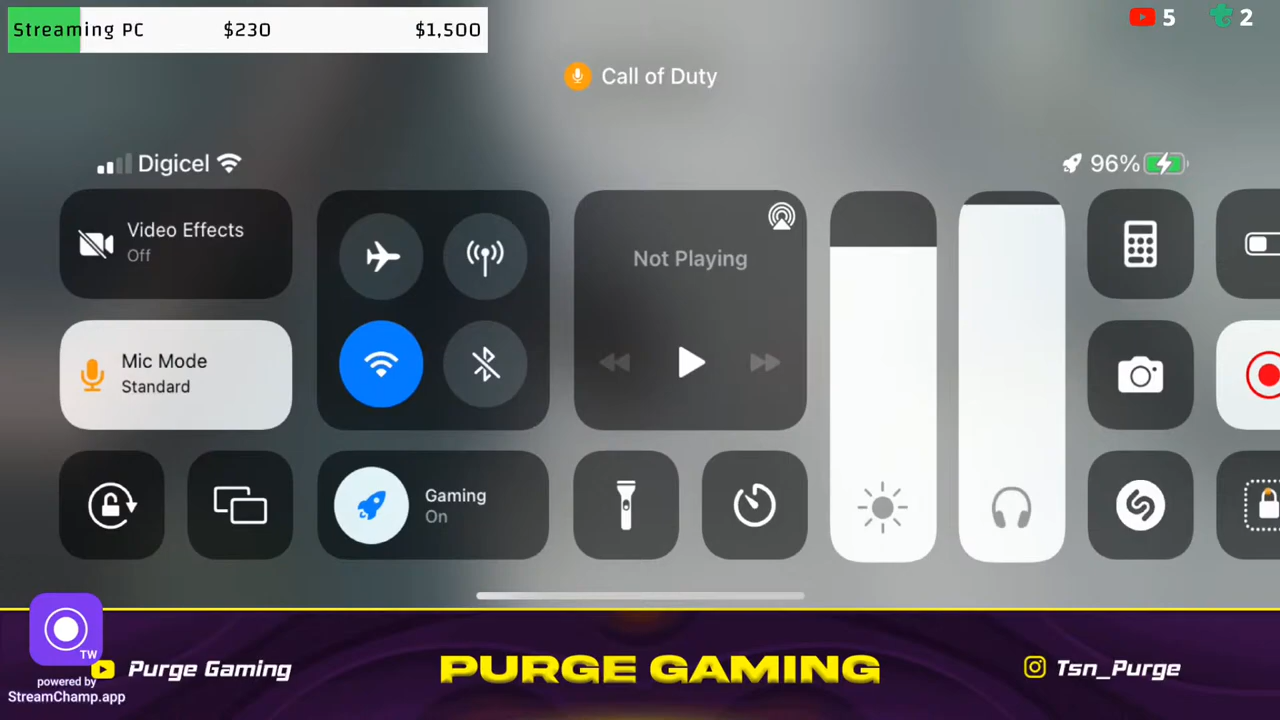 Streaming PC $230 $1,500
5 2
Call of Duty
Digicel
96%
Video Effects
Off
Not Playing
Mic Mode
Standard
Gaming
On
TW
powered by
StreamChamp.app
Purge Gaming
PURGE GAMING
Tsn_Purge